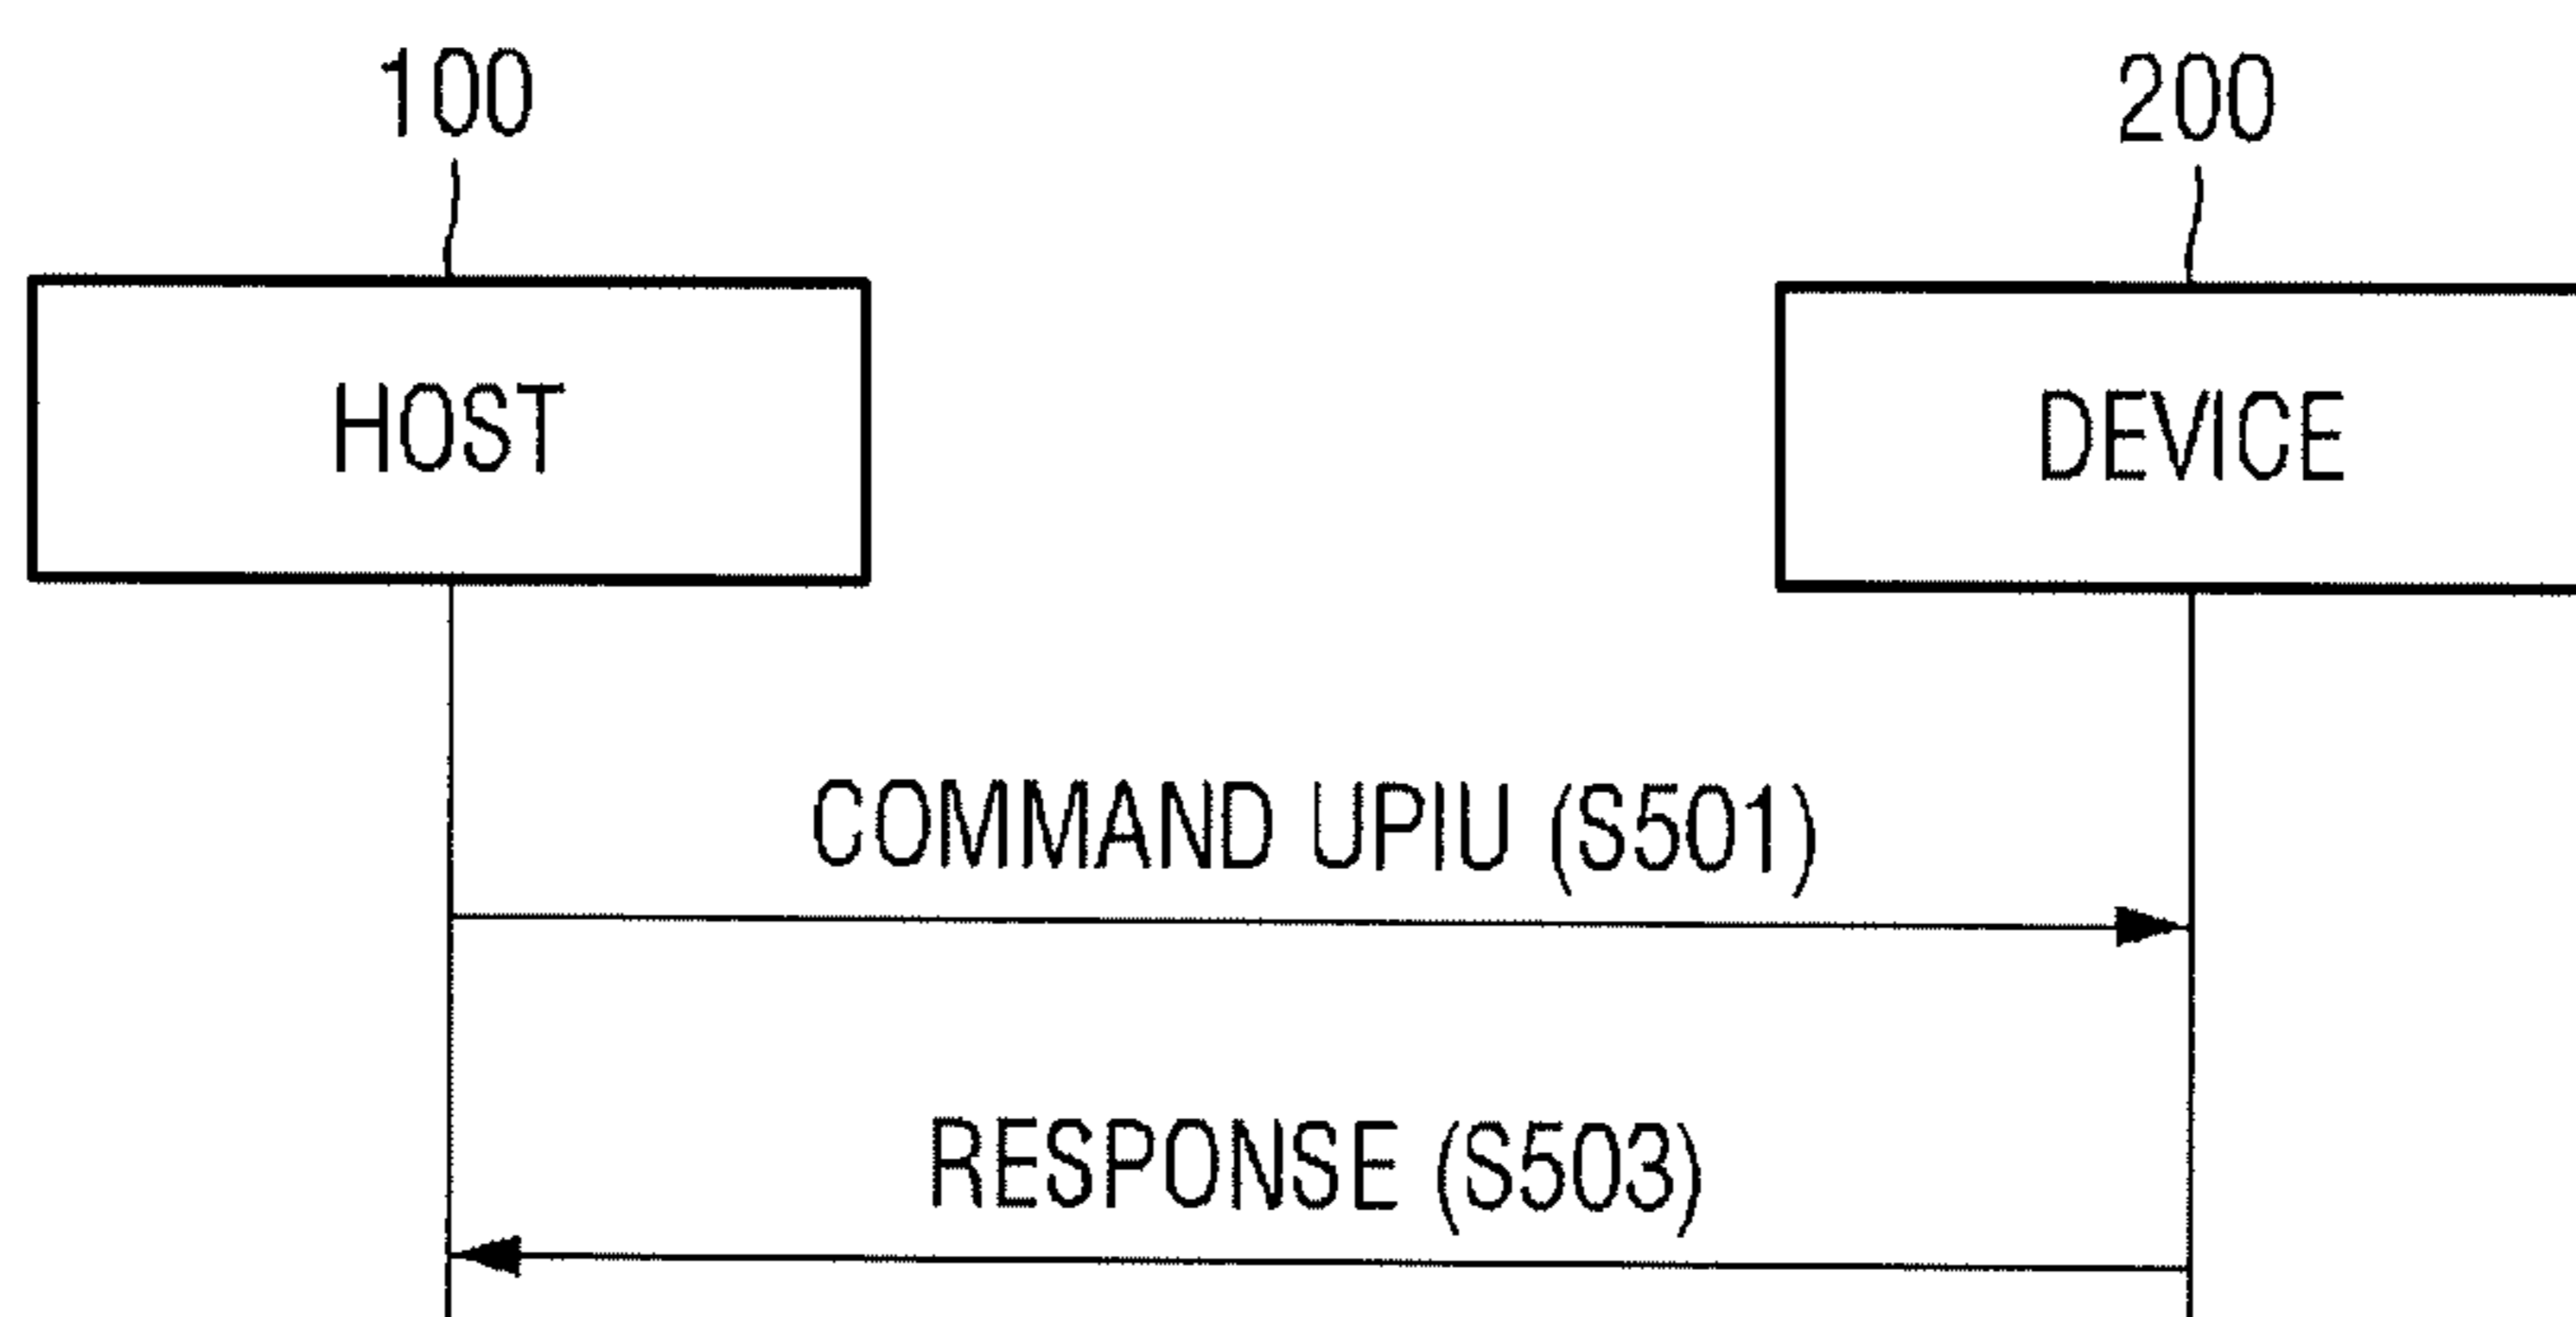 100
200
HOST
DEVICE
COMMAND UPIU (S501)
RESPONSE (S503)